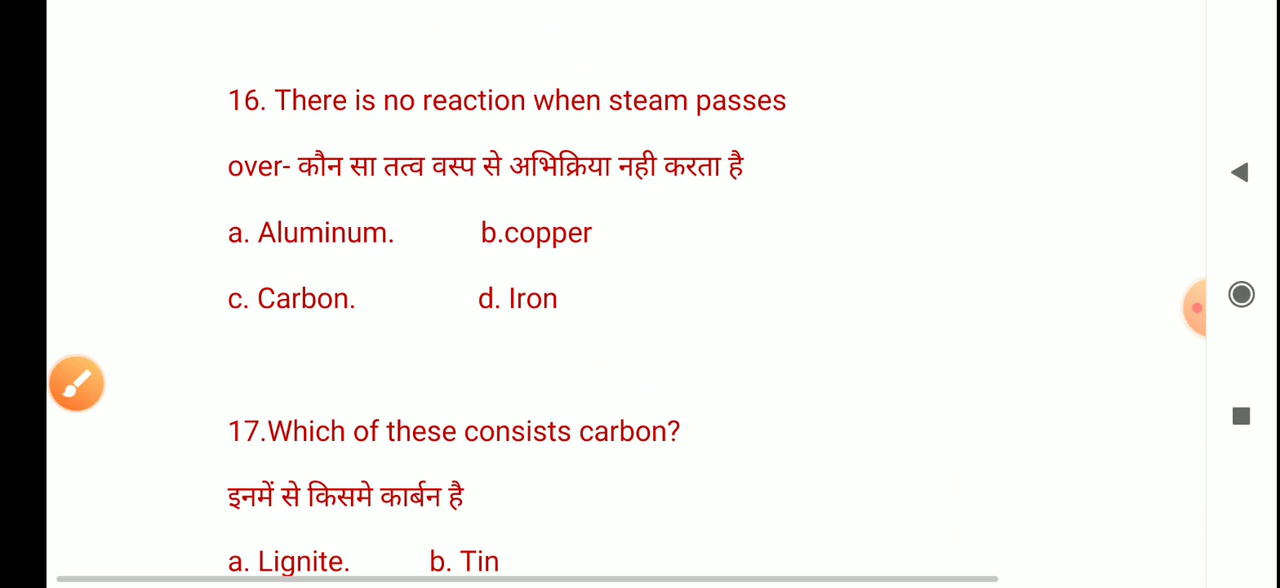 16. There is no reaction when steam passes
over- कौन सा तत्व वस्प से अभिक्रिया नही करता है
a. Aluminum. b.copper
c. Carbon. d. Iron
17.Which of these consists carbon?
इनमें से किसमे कार्बन है
a. Lignite. b. Tin